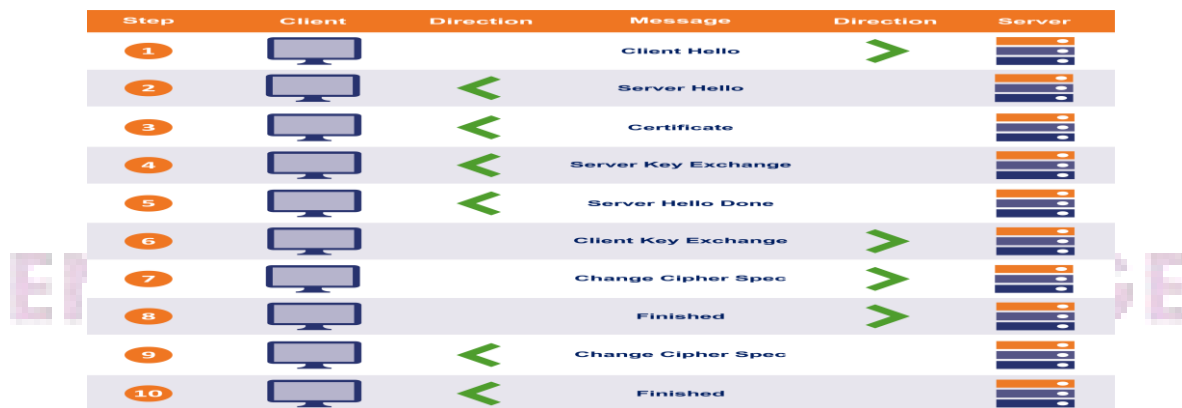 Step Client Direction Message Direction Server
1 Client Hello >
2 < Server Hello
3 < Certificate
4 < Server Key Exchange
5 < Server Hello Done
6 Client Key Exchange >
7 Change Cipher Spec >
8 Finished >
9 < Change Cipher Spec
10 < Finished